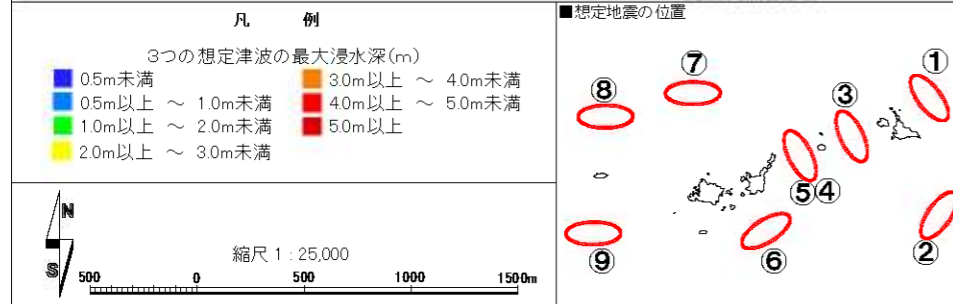 凡 例
3つの想定津波の最大浸水深(m)
0.5m未満
0.5m以上 ～ 1.0m未満
1.0m以上 ～ 2.0m未満
2.0m以上 ～ 3.0m未満
3.0m以上 ～ 4.0m未満
4.0m以上 ～ 5.0m未満
5.0m以上
N
S
縮尺 1：25,000
500 0 500 1000 1500m
■想定地震の位置
①
⑦
⑧
③
⑤④
②
⑨
⑥